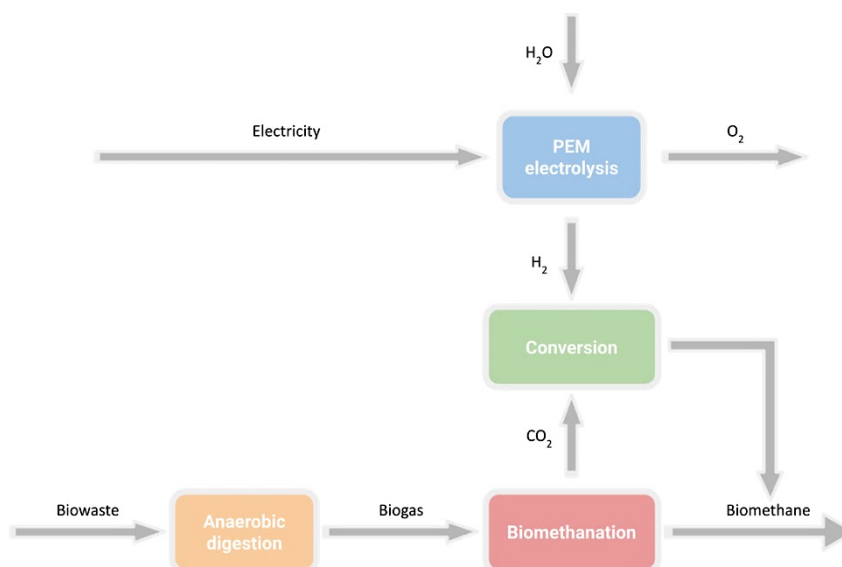 H₂O
Electricity
PEM
electrolysis
O₂
H₂
Conversion
CO₂
Biowaste
Anaerobic
digestion
Biogas
Biomethanation
Biomethane